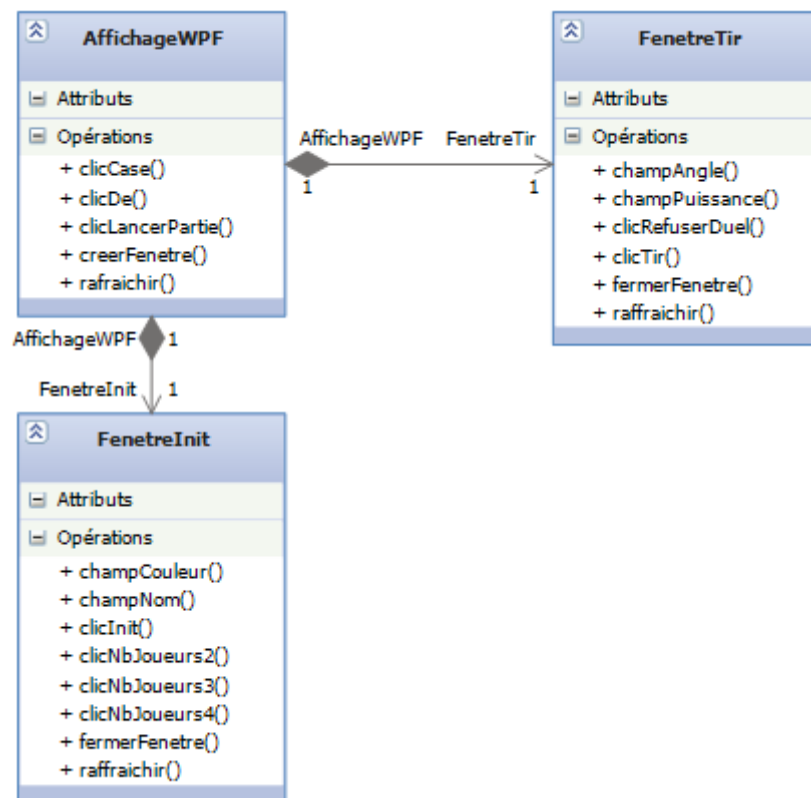 AffichageWPF
Attributs
Opérations
+ clicCase()
+ clicDe()
+ clicLancerPartie()
+ creerFenetre()
+ rafraichir()
AffichageWPF FenetreTir
1 1
FenetreTir
Attributs
Opérations
+ champAngle()
+ champPuissance()
+ clicRefuserDuel()
+ clicTir()
+ fermerFenetre()
+ raffraichir()
AffichageWPF 1
FenetreInit 1
FenetreInit
Attributs
Opérations
+ champCouleur()
+ champNom()
+ clicInit()
+ clicNbJoueurs2()
+ clicNbJoueurs3()
+ clicNbJoueurs4()
+ fermerFenetre()
+ raffraichir()